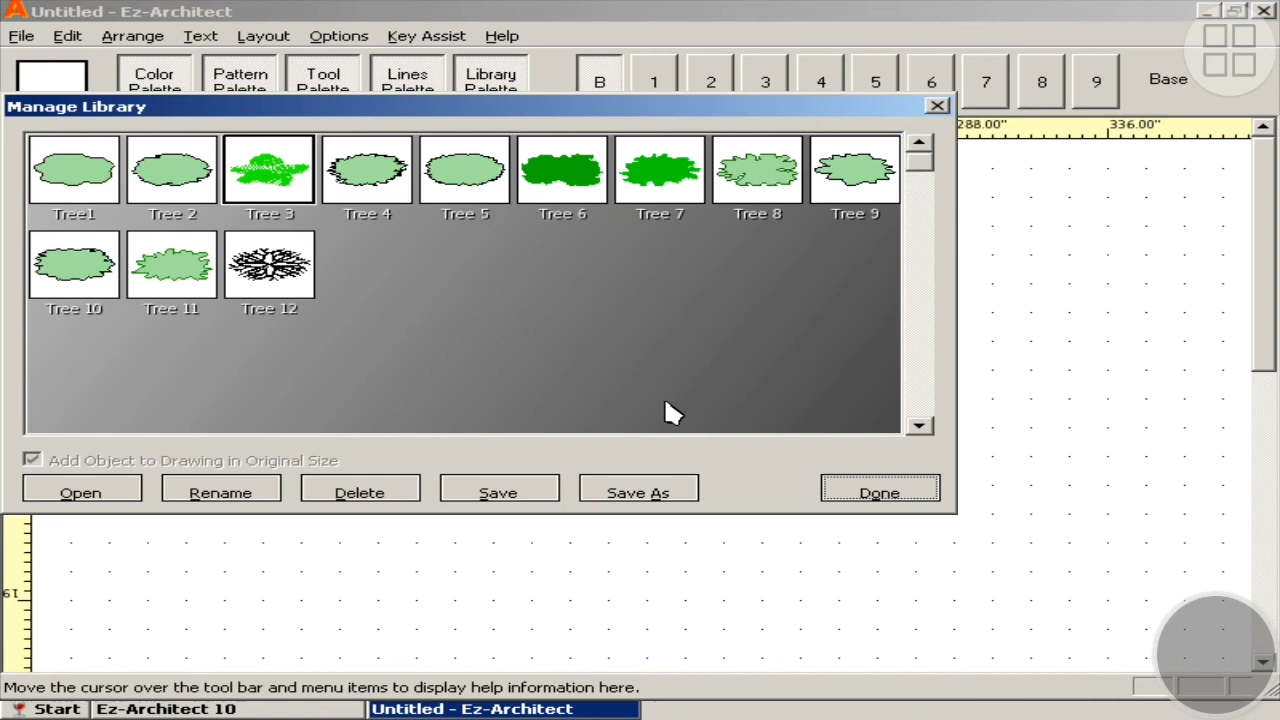 Untitled - Ez-Architect
File Edit Arrange Text Layout Options Key Assist Help
Color Palette Pattern Palette Tool Palette Lines Palette Library Palette B 1 2 3 4 5 6 7 8 9 Base
Manage Library
288.00" 336.00"
Tree1 Tree 2 Tree 3 Tree 4 Tree 5 Tree 6 Tree 7 Tree 8 Tree 9
Tree 10 Tree 11 Tree 12
Add Object to Drawing in Original Size
Open Rename Delete Save Save As Done
Move the cursor over the tool bar and menu items to display help information here.
Start Ez-Architect 10 Untitled - Ez-Architect